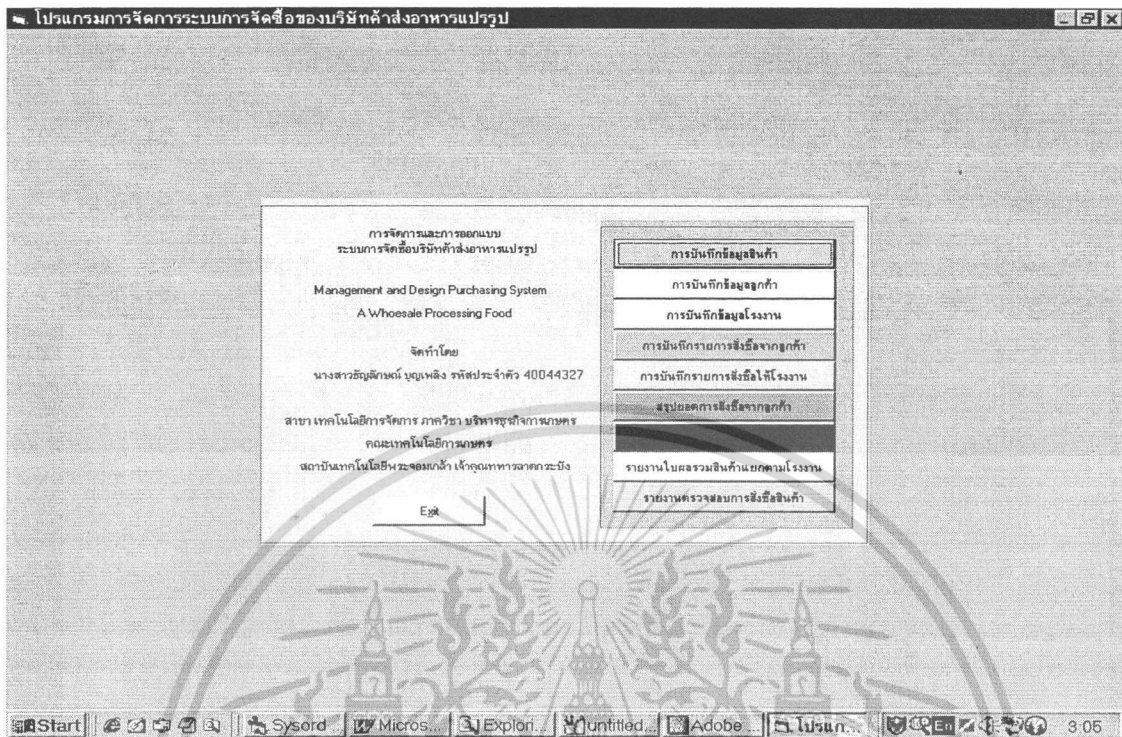 โปรแกรมการจัดการระบบการจัดซื้อของบริษัทค้าส่งอาหารแปรรูป
การจัดการและการออกแบบ
ระบบการจัดซื้อบริษัทค้าส่งอาหารแปรรูป
Management and Design Purchasing System
A Whoesale Processing Food
จัดทำโดย
นางสาวธัญลักษณ์ บุญเพลิง รหัสประจำตัว 40044327
สาขา เทคโนโลยีการจัดการ ภาควิชา บริหารธุรกิจการเกษตร
คณะเทคโนโลยีการเกษตร
สถาบันเทคโนโลยีพระจอมเกล้า เจ้าคุณทหารลาดกระบัง
Exit
การบันทึกข้อมูลสินค้า
การบันทึกข้อมูลลูกค้า
การบันทึกข้อมูลโรงงาน
การบันทึกรายการสั่งซื้อจากลูกค้า
การบันทึกรายการสั่งซื้อให้โรงงาน
สรุปยอดการสั่งซื้อจากลูกค้า
รายงานใบผลรวมสินค้าแยกตามโรงงาน
รายงานตรวจสอบการสั่งซื้อสินค้า
Start Sysord ... Micros... Explori... untitled... Adobe ... โปรแก... En 3:05